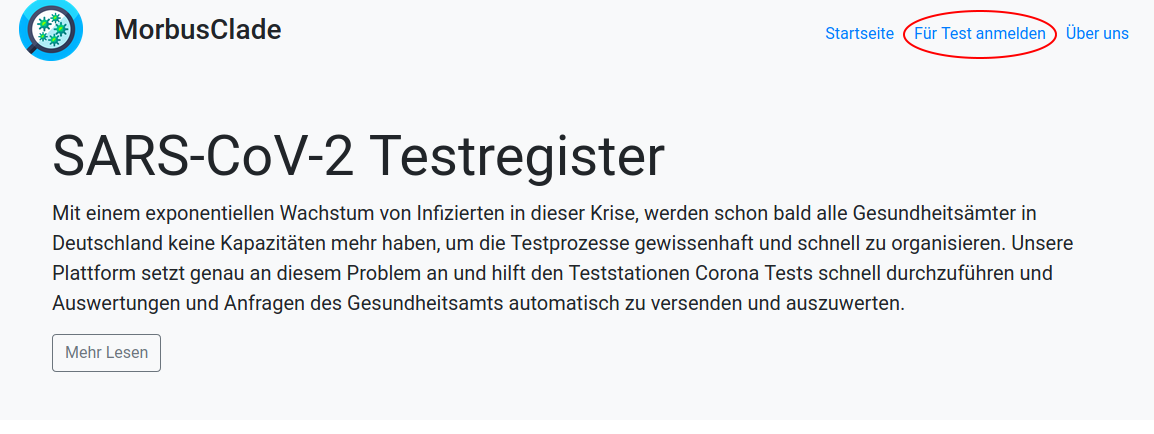 MorbusClade
Startseite Für Test anmelden Über uns
SARS-CoV-2 Testregister
Mit einem exponentiellen Wachstum von Infizierten in dieser Krise, werden schon bald alle Gesundheitsämter in
Deutschland keine Kapazitäten mehr haben, um die Testprozesse gewissenhaft und schnell zu organisieren. Unsere
Plattform setzt genau an diesem Problem an und hilft den Teststationen Corona Tests schnell durchzuführen und
Auswertungen und Anfragen des Gesundheitsamts automatisch zu versenden und auszuwerten.
Mehr Lesen